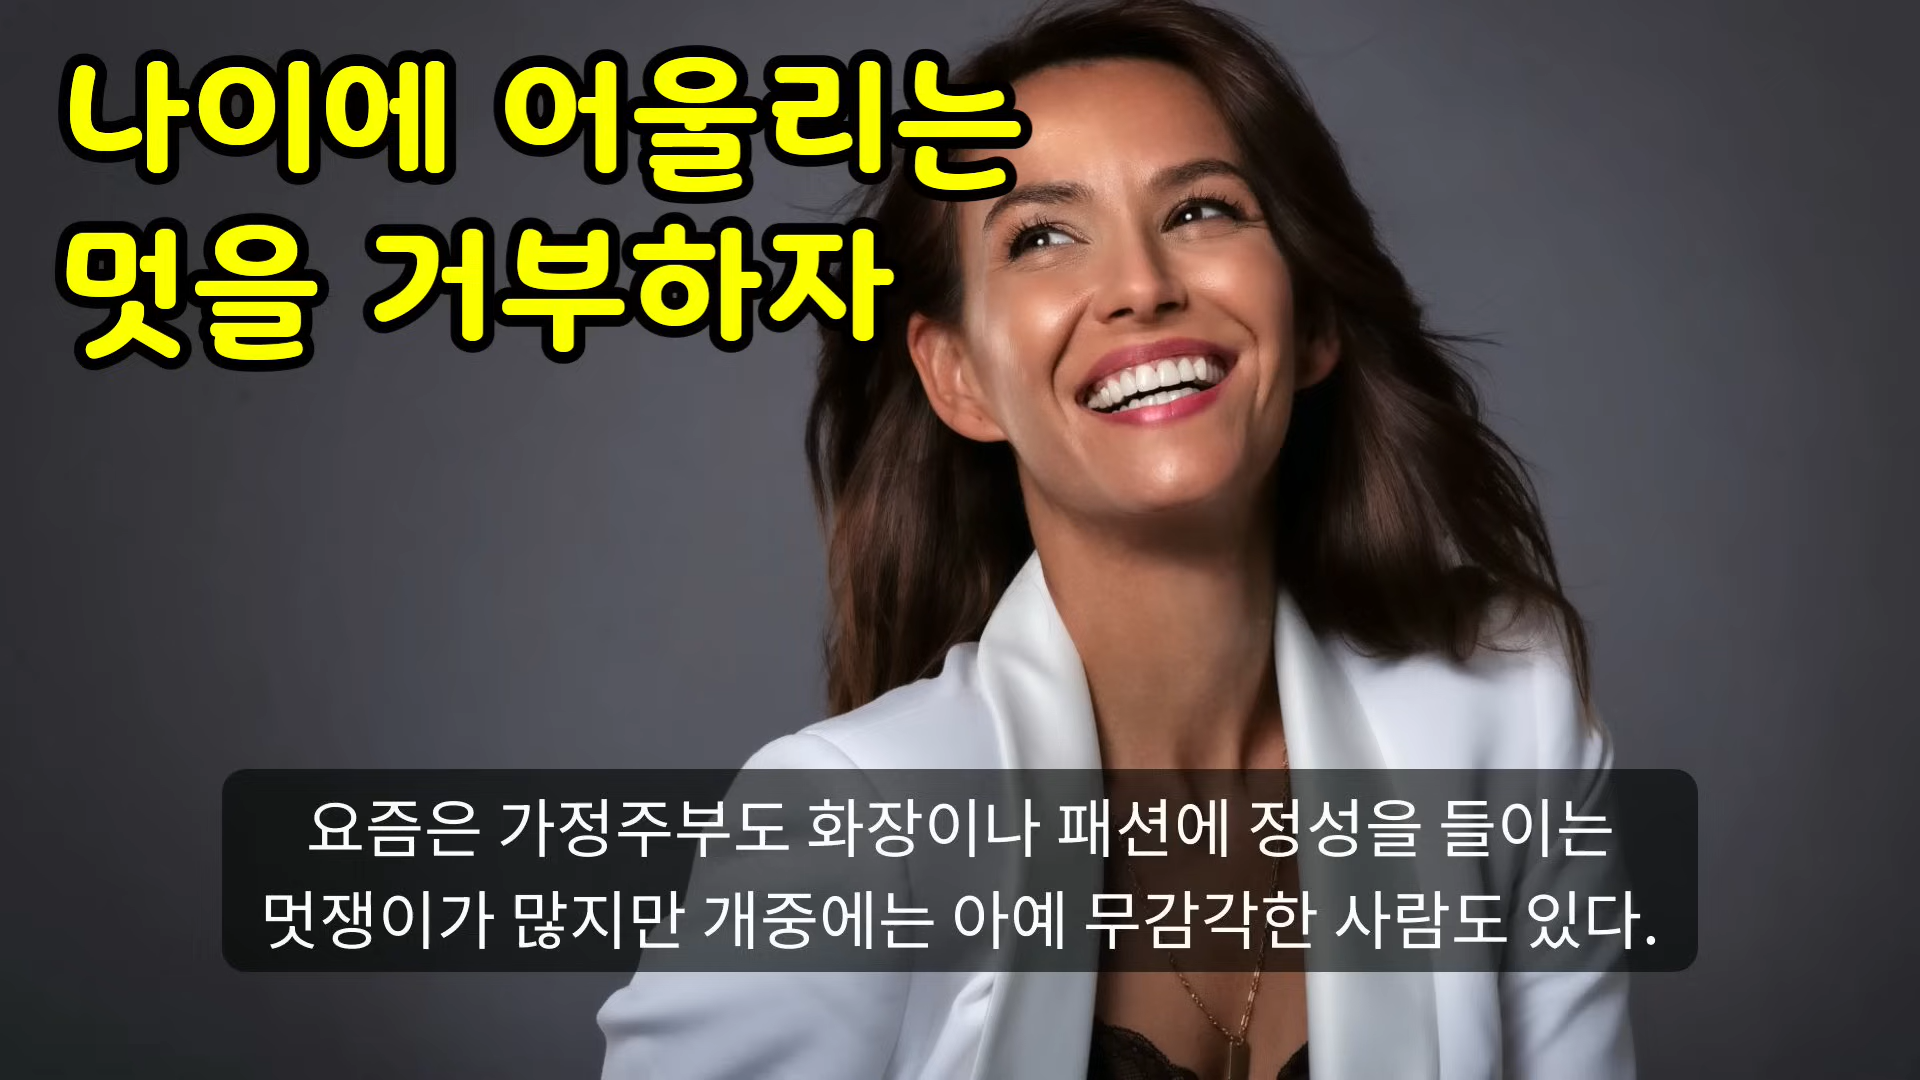 나이에 어울리는
멋을 거부하자
요즘은 가정주부도 화장이나 패션에 정성을 들이는
멋쟁이가 많지만 개중에는 아예 무감각한 사람도 있다.